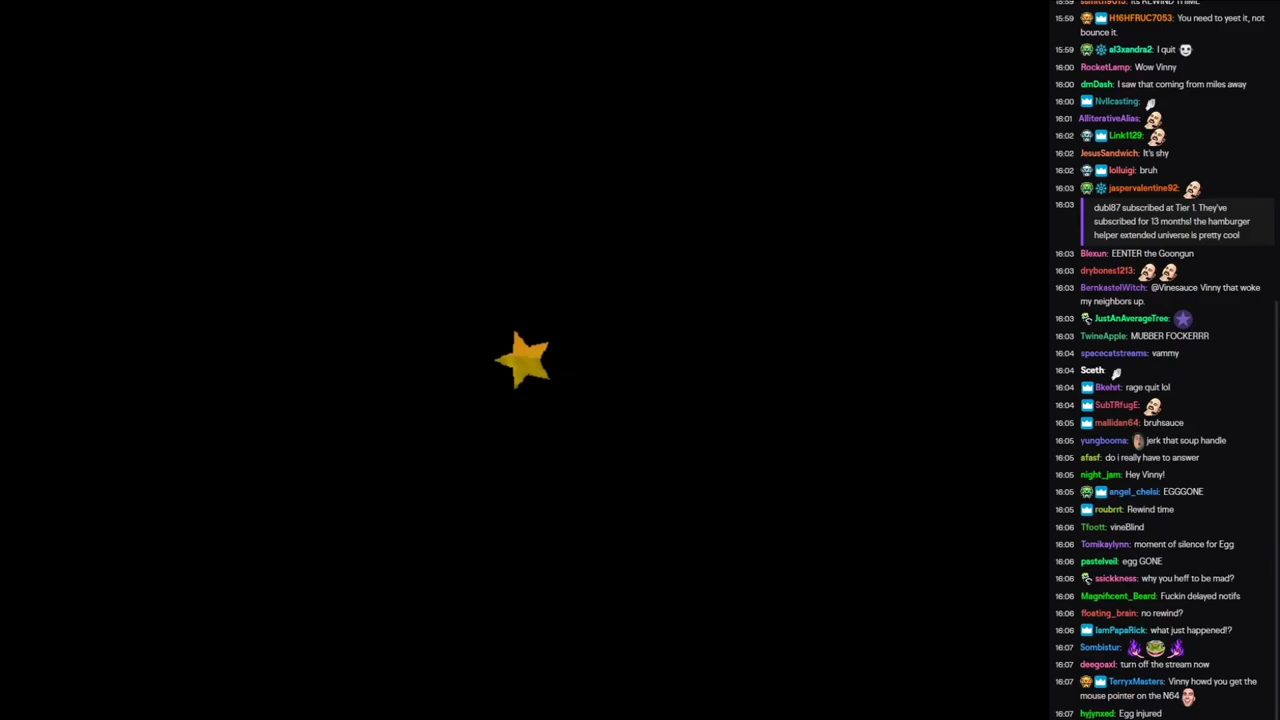 15:59 ssmith9013: Its REWIND THIME
15:59 H16HFRUC7053: You need to yeet it, not
bounce it.
15:59 al3xandra2: I quit
16:00 RocketLamp: Wow Vinny
16:00 dmDash: I saw that coming from miles away
16:00 Nvllcasting:
16:01 AlliterativeAlias:
16:02 Link1129:
16:02 JesusSandwich: It's shy
16:02 lolluigi: bruh
16:03 jaspervalentine92:
16:03 dubl87 subscribed at Tier 1. They've
subscribed for 13 months! the hamburger
helper extended universe is pretty cool
16:03 Blexun: EENTER the Goongun
16:03 drybones1213:
16:03 BernkastelWitch: @Vinesauce Vinny that woke
my neighbors up.
16:03 JustAnAverageTree:
16:03 TwineApple: MUBBER FOCKERRR
16:04 spacecatstreams: vammy
16:04 Sceth:
16:04 Bkehrt: rage quit lol
16:04 SubTRfugE:
16:05 mallidan64: bruhsauce
16:05 yungbooma: jerk that soup handle
16:05 afasf: do i really have to answer
16:05 night_jam: Hey Vinny!
16:05 angel_chelsi: EGGGONE
16:05 roubrrt: Rewind time
16:06 Tfoott: vineBlind
16:06 Tomikaylynn: moment of silence for Egg
16:06 pastelveil: egg GONE
16:06 ssickkness: why you heff to be mad?
16:06 Magnificent_Beard: Fuckin delayed notifs
16:06 floating_brain: no rewind?
16:06 IamPapaRick: what just happened!?
16:07 Sombistur:
16:07 deegoaxl: turn off the stream now
16:07 TerryxMasters: Vinny howd you get the
mouse pointer on the N64
16:07 hyjynxed: Egg injured